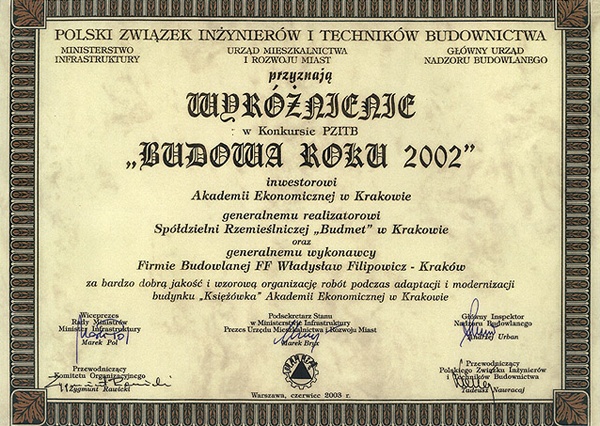 POLSKI ZWIĄZEK INŻYNIERÓW I TECHNIKÓW BUDOWNICTWA
MINISTERSTWO INFRASTRUKTURY
URZĄD MIESZKALNICTWA I ROZWOJU MIAST
GŁÓWNY URZĄD NADZORU BUDOWLANEGO
przyznają
WYRÓŻNIENIE
w Konkursie PZITB
„BUDOWA ROKU 2002"
inwestorowi
Akademii Ekonomicznej w Krakowie
generalnemu realizatorowi
Spółdzielni Rzemieślniczej „Budmet" w Krakowie
oraz
generalnemu wykonawcy
Firmie Budowlanej FF Władysław Filipowicz - Kraków
za bardzo dobrą jakość i wzorową organizację robót podczas adaptacji i modernizacji
budynku „Księżówka" Akademii Ekonomicznej w Krakowie
Wiceprezes
Rady Ministrów
Minister Infrastruktury
Marek Pol
Podsekretarz Stanu
w Ministerstwie Infrastruktury
Prezes Urzędu Mieszkalnictwa i Rozwoju Miast
Marek Bryx
Główny Inspektor
Nadzoru Budowlanego
Andrzej Urban
Przewodniczący
Komitetu Organizacyjnego
Zygmunt Rawicki
Przewodniczący
Polskiego Związku Inżynierów
i Techników Budownictwa
Tadeusz Nawracaj
Warszawa, czerwiec 2003 r.